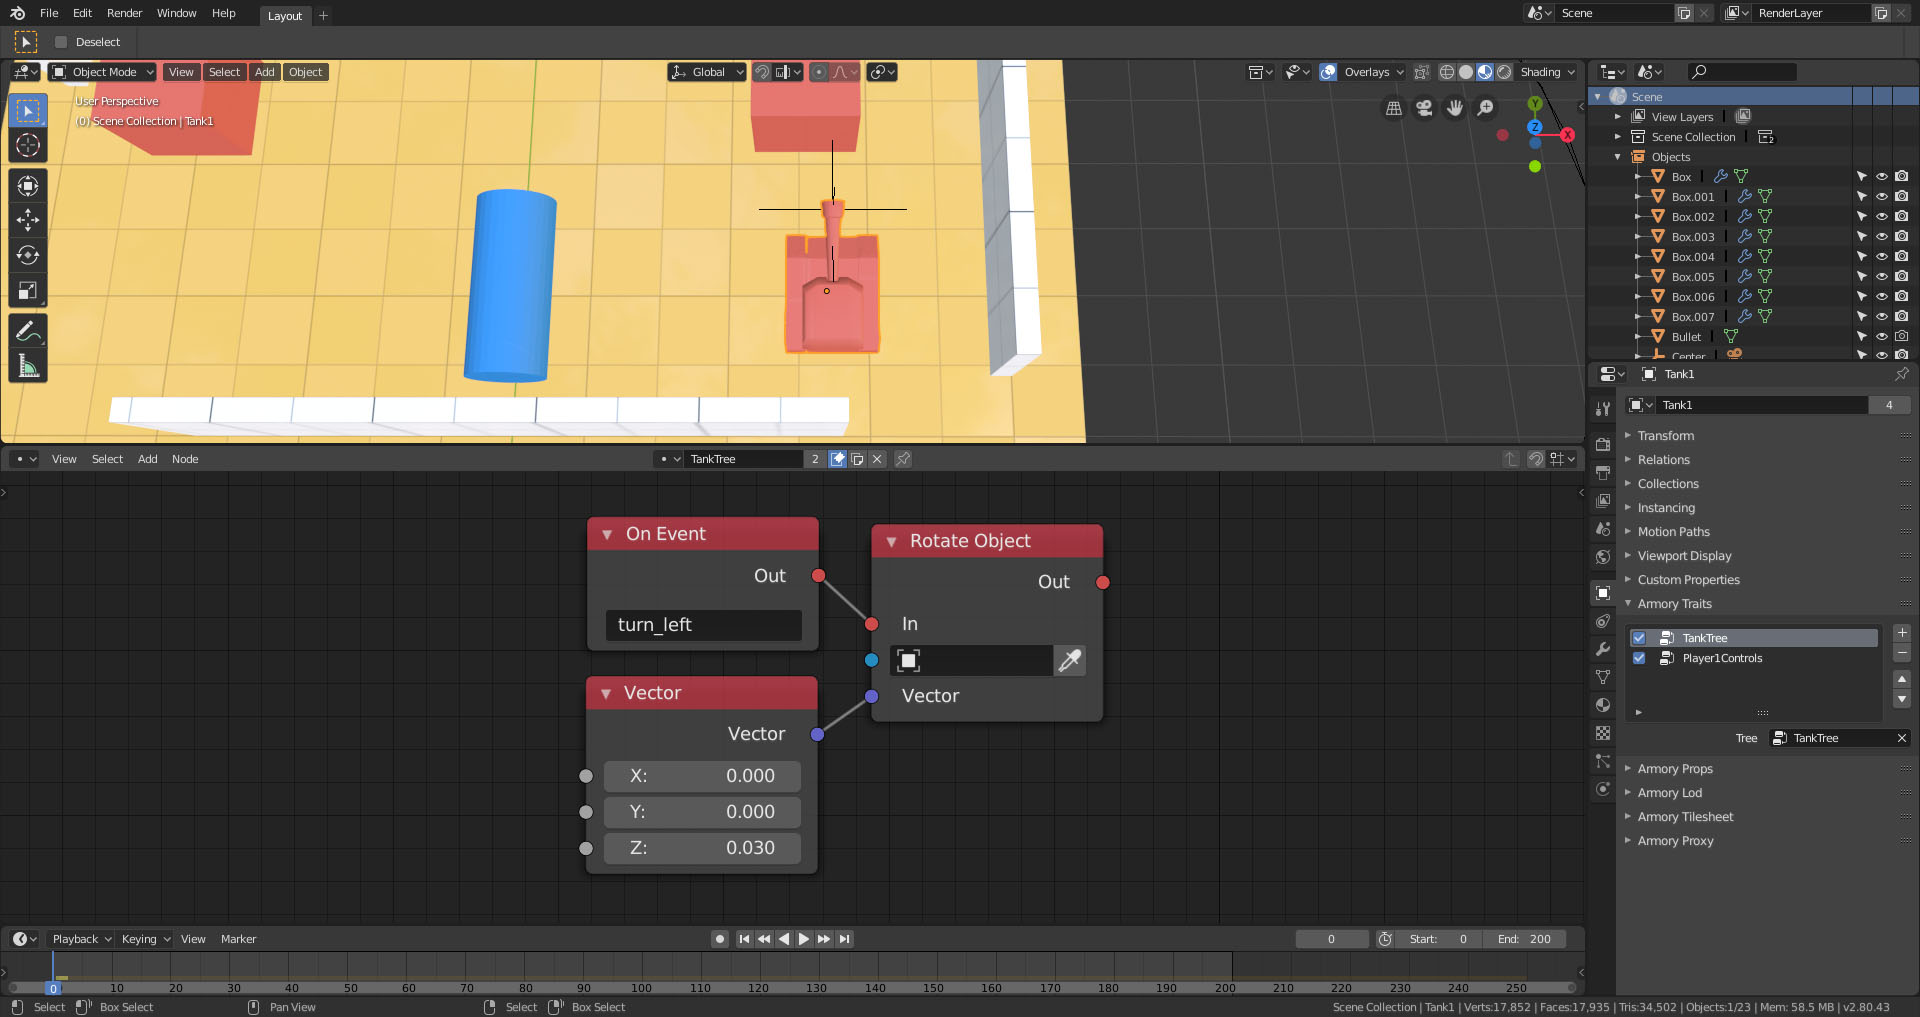 File Edit Render Window Help Layout + Scene RenderLayer
Deselect
Object Mode View Select Add Object Global Overlays Shading
User Perspective
(0) Scene Collection | Tank1
Y
Z X
Scene
View Layers
Scene Collection 2
Objects
Box
Box.001
Box.002
Box.003
Box.004
Box.005
Box.006
Box.007
Bullet
Center
Tank1
Tank1 4
Transform
Relations
Collections
Instancing
Motion Paths
Viewport Display
Custom Properties
Armory Traits
TankTree
Player1Controls
Tree TankTree
Armory Props
Armory Lod
Armory Tilesheet
Armory Proxy
View Select Add Node TankTree 2
On Event
Out
turn_left
Rotate Object
Out
In
Vector
Vector
Vector
X: 0.000
Y: 0.000
Z: 0.030
Playback Keying View Marker 0 Start: 0 End: 200
0 10 20 30 40 50 60 70 80 90 100 110 120 130 140 150 160 170 180 190 200 210 220 230 240 250
Select Box Select Pan View Select Box Select Scene Collection | Tank1 | Verts:17,852 | Faces:17,935 | Tris:34,502 | Objects:1/23 | Mem: 58.5 MB | v2.80.43